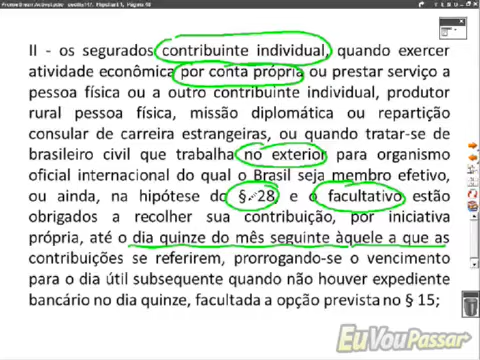 II - os segurados contribuinte individual, quando exercer
atividade econômica por conta própria ou prestar serviço a
pessoa física ou a outro contribuinte individual, produtor
rural pessoa física, missão diplomática ou repartição
consular de carreira estrangeiras, ou quando tratar-se de
brasileiro civil que trabalha no exterior para organismo
oficial internacional do qual o Brasil seja membro efetivo,
ou ainda, na hipótese do § 28, e o facultativo estão
obrigados a recolher sua contribuição, por iniciativa
própria, até o dia quinze do mês seguinte àquele a que as
contribuições se referirem, prorrogando-se o vencimento
para o dia útil subsequente quando não houver expediente
bancário no dia quinze, facultada a opção prevista no § 15;
EuVouPassar